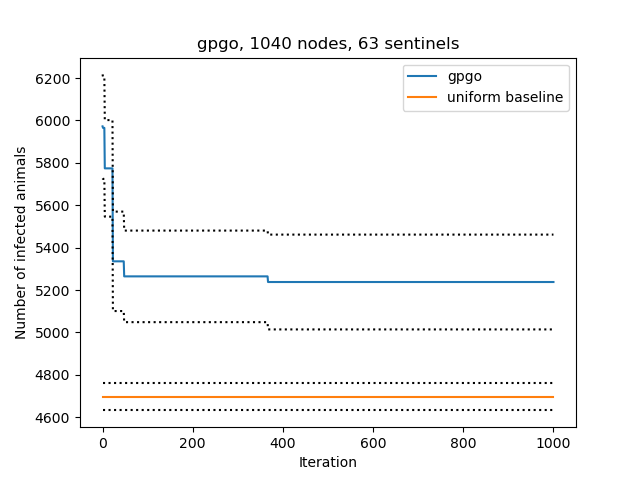 gpgo, 1040 nodes, 63 sentinels
gpgo
uniform baseline
Number of infected animals
6200
6000
5800
5600
5400
5200
5000
4800
4600
0 200 400 600 800 1000
Iteration